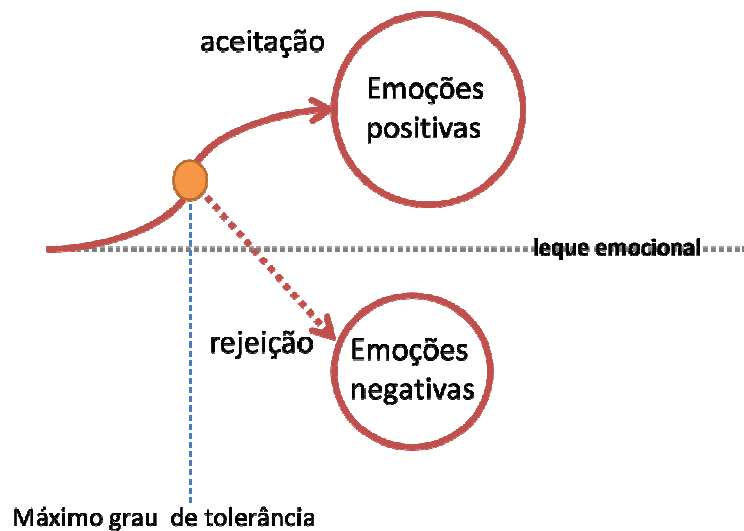 aceitação
Emoções
positivas
leque emocional
rejeição
Emoções
negativas
Máximo grau de tolerância